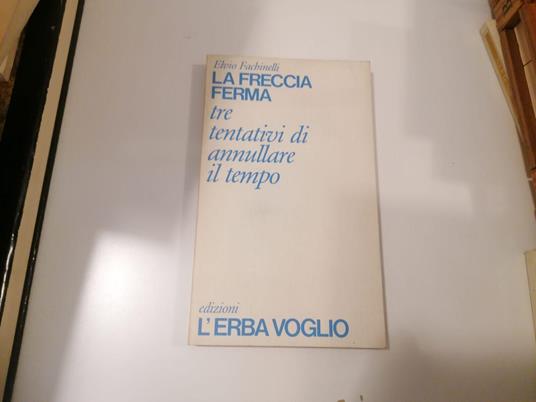 Elvio Fachinelli
LA FRECCIA
FERMA
tre
tentativi di
annullare
il tempo
edizioni
L'ERBA VOGLIO